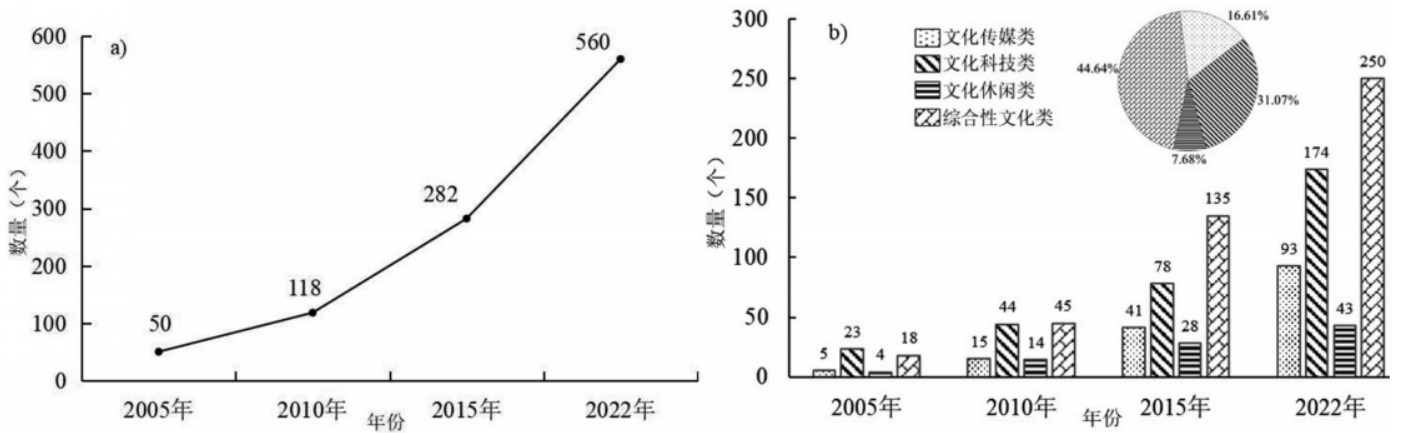 a)
600
500
400
300
200
100
0
数量（个）
50
118
282
560
2005年
2010年
2015年
2022年
年份
b)
300
250
200
150
100
50
0
数量（个）
文化传媒类
文化科技类
文化休闲类
综合性文化类
16.61%
44.64%
31.07%
7.68%
5
23
4
18
15
44
14
45
41
78
28
135
93
174
43
250
2005年
2010年
2015年
2022年
年份